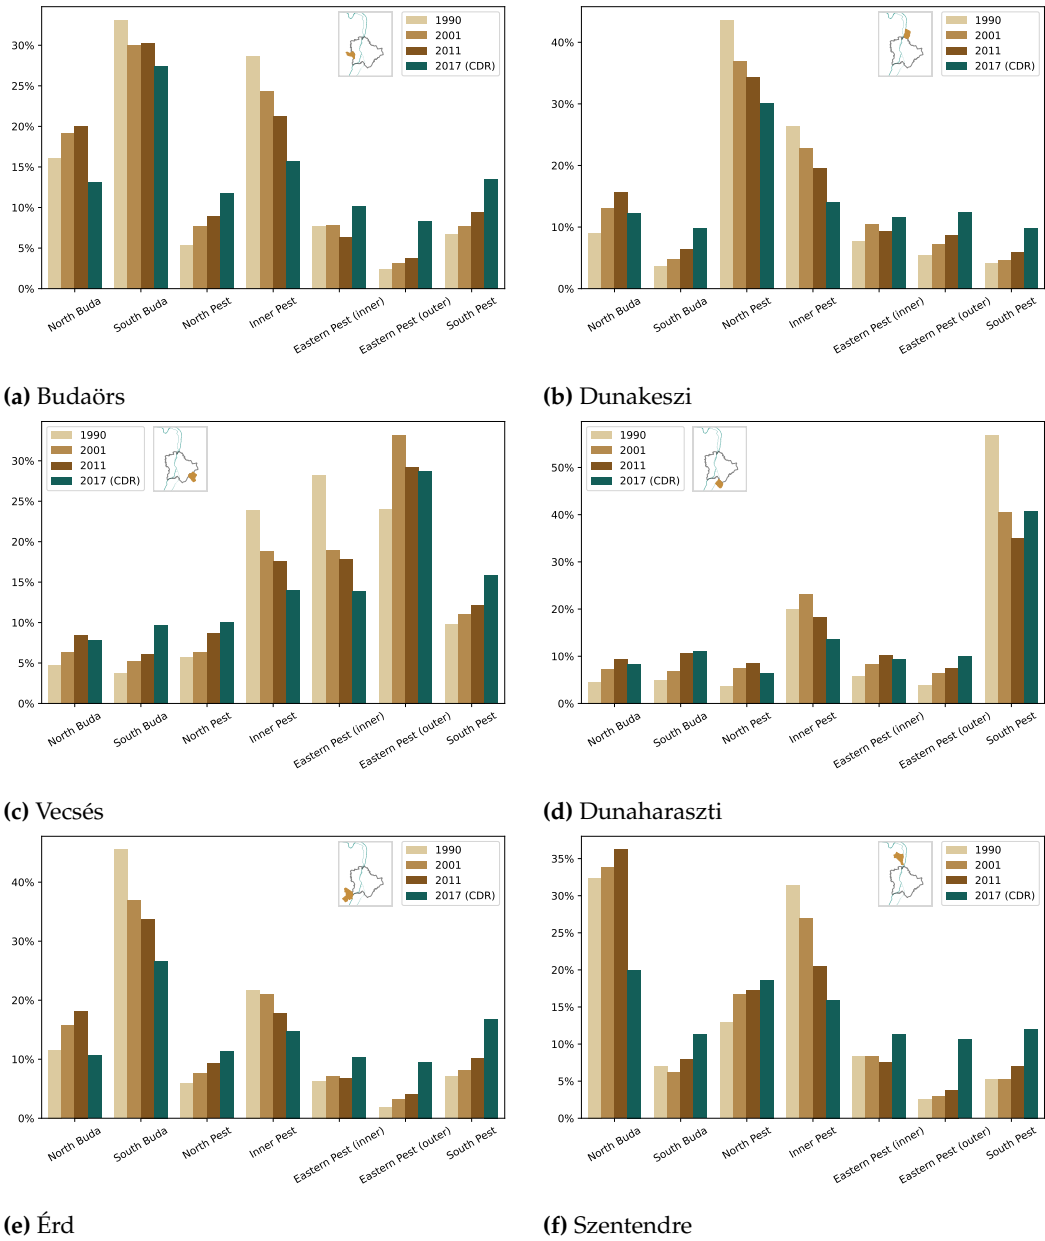 30%
25%
20%
15%
10%
5%
0%
1990
2001
2011
2017 (CDR)
North Buda
South Buda
North Pest
Inner Pest
Eastern Pest (inner)
Eastern Pest (outer)
South Pest
(a) Budaörs
40%
30%
20%
10%
0%
1990
2001
2011
2017 (CDR)
North Buda
South Buda
North Pest
Inner Pest
Eastern Pest (inner)
Eastern Pest (outer)
South Pest
(b) Dunakeszi
30%
25%
20%
15%
10%
5%
0%
1990
2001
2011
2017 (CDR)
North Buda
South Buda
North Pest
Inner Pest
Eastern Pest (inner)
Eastern Pest (outer)
South Pest
(c) Vecsés
50%
40%
30%
20%
10%
0%
1990
2001
2011
2017 (CDR)
North Buda
South Buda
North Pest
Inner Pest
Eastern Pest (inner)
Eastern Pest (outer)
South Pest
(d) Dunaharaszti
40%
30%
20%
10%
0%
1990
2001
2011
2017 (CDR)
North Buda
South Buda
North Pest
Inner Pest
Eastern Pest (inner)
Eastern Pest (outer)
South Pest
(e) Érd
35%
30%
25%
20%
15%
10%
5%
0%
1990
2001
2011
2017 (CDR)
North Buda
South Buda
North Pest
Inner Pest
Eastern Pest (inner)
Eastern Pest (outer)
South Pest
(f) Szentendre